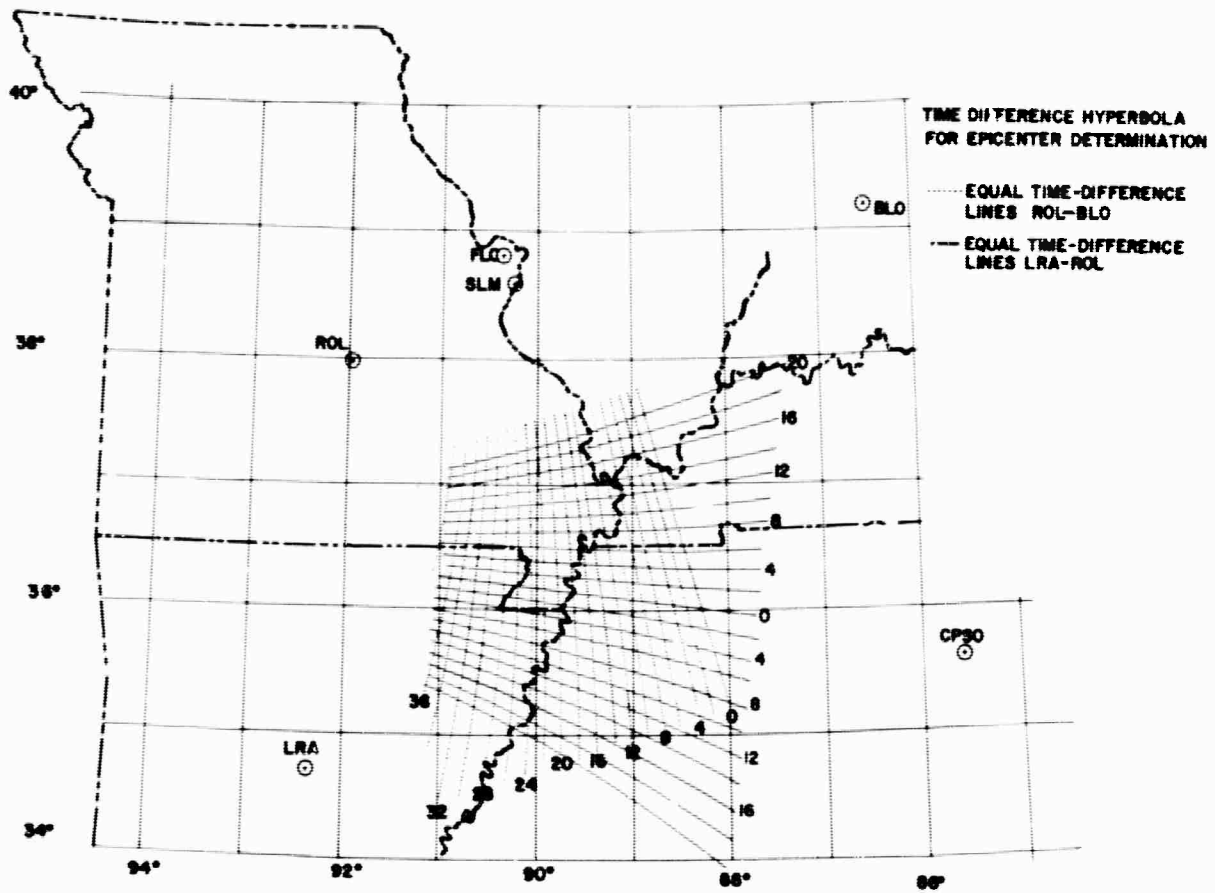 40°
TIME DIFFERENCE HYPERBOLA
FOR EPICENTER DETERMINATION
EQUAL TIME-DIFFERENCE
LINES ROL-BLO
EQUAL TIME-DIFFERENCE
LINES LRA-ROL
BLO
SLM
ROL
38°
20
16
12
8
4
0
36°
CPSO
4
8
36
0
4
8
12
16
20
12
LRA
24
28
32
16
34°
94°
92°
90°
88°
86°